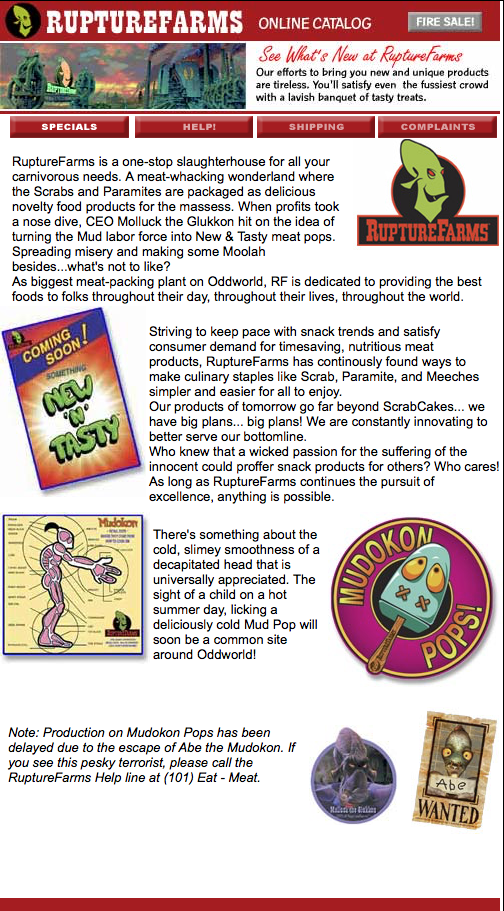 RUPTUREFARMS ONLINE CATALOG FIRE SALE!
See What's New at RuptureFarms
Our efforts to bring you new and unique products
are tireless. You'll satisfy even the fussiest crowd
with a lavish banquet of tasty treats.
SPECIALS HELP! SHIPPING COMPLAINTS
RuptureFarms is a one-stop slaughterhouse for all your
carnivorous needs. A meat-whacking wonderland where
the Scrabs and Paramites are packaged as delicious
novelty food products for the massess. When profits took
a nose dive, CEO Molluck the Glukkon hit on the idea of
turning the Mud labor force into New & Tasty meat pops.
Spreading misery and making some Moolah
besides...what's not to like?
As biggest meat-packing plant on Oddworld, RF is dedicated to providing the best
foods to folks throughout their day, throughout their lives, throughout the world.
RUPTUREFARMS
COMING
SOON!
SOMETHING
NEW
'N'
TASTY
Striving to keep pace with snack trends and satisfy
consumer demand for timesaving, nutritious meat
products, RuptureFarms has continously found ways to
make culinary staples like Scrab, Paramite, and Meeches
simpler and easier for all to enjoy.
Our products of tomorrow go far beyond ScrabCakes... we
have big plans... big plans! We are constantly innovating to
better serve our bottomline.
Who knew that a wicked passion for the suffering of the
innocent could proffer snack products for others? Who cares!
As long as RuptureFarms continues the pursuit of
excellence, anything is possible.
Mudokon
RUPTUREFARMS
There's something about the
cold, slimey smoothness of a
decapitated head that is
universally appreciated. The
sight of a child on a hot
summer day, licking a
deliciously cold Mud Pop will
soon be a common site
around Oddworld!
MUDOKON
POPS!
Note: Production on Mudokon Pops has been
delayed due to the escape of Abe the Mudokon. If
you see this pesky terrorist, please call the
RuptureFarms Help line at (101) Eat - Meat.
Molluck the Glukkon
Abe
WANTED